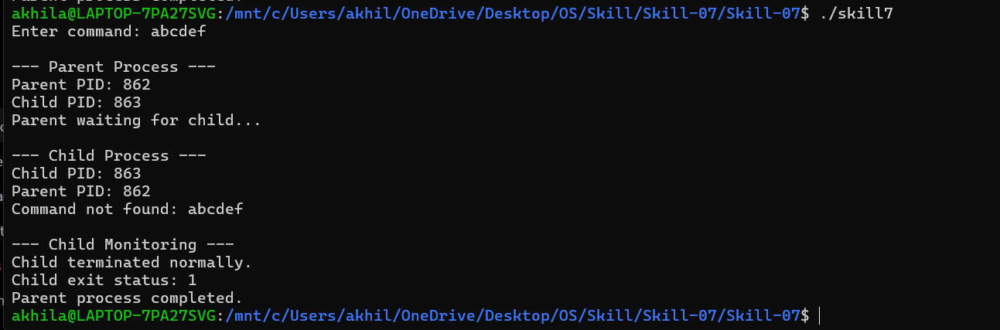 akhila@LAPTOP-7PA27SVG:/mnt/c/Users/akhil/OneDrive/Desktop/OS/Skill/Skill-07/Skill-07$ ./skill7
Enter command: abcdef
--- Parent Process ---
Parent PID: 862
Child PID: 863
Parent waiting for child...
--- Child Process ---
Child PID: 863
Parent PID: 862
Command not found: abcdef
--- Child Monitoring ---
Child terminated normally.
Child exit status: 1
Parent process completed.
akhila@LAPTOP-7PA27SVG:/mnt/c/Users/akhil/OneDrive/Desktop/OS/Skill/Skill-07/Skill-07$